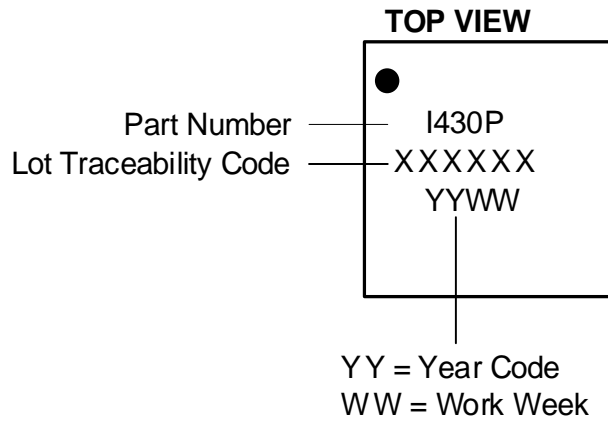 TOP VIEW
Part Number
I430P
Lot Traceability Code
XXXXXX
YYWW
YY = Year Code
WW = Work Week